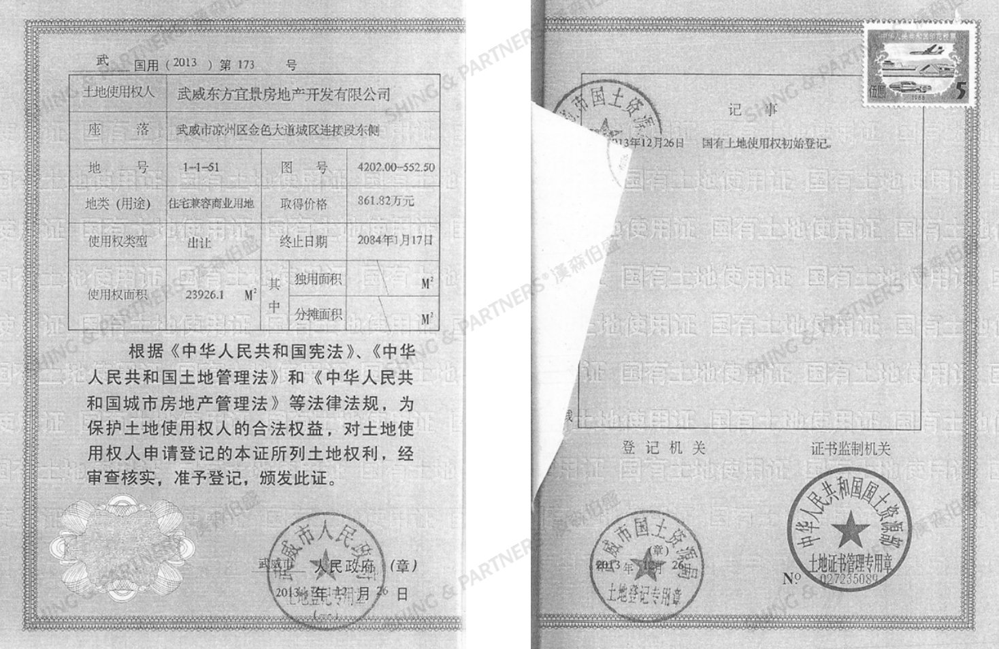 武 国用（2013）第 173 号
土地使用权人 武威东方宜景房地产开发有限公司
座 落 武威市凉州区金色大道城区连接段东侧
地 号 1-1-51 图 号 4202.00-552.50
地类 (用途) 住宅兼容商业用地 取得价格 861.82万元
使用权类型 出让 终止日期 2084年1月17日
使用权面积 23926.1 M² 其中 独用面积 M²
分摊面积 M²
根据《中华人民共和国宪法》、《中华
人民共和国土地管理法》和《中华人民共
和国城市房地产管理法》等法律法规，为
保护土地使用权人的合法权益，对土地使
用权人申请登记的本证所列土地权利，经
审查核实，准予登记，颁发此证。
武威市人民政府
武威市 人民政府 (章)
2013 年 12 月 26 日
土地登记专用章
中华人民共和国印花税票
伍圆 1988 5
市国土资源
记 事
13年12月26日 国有土地使用权初始登记。
登 记 机 关
证书监制机关
武威市国土资源局
(章)
2013 年 12月 26
土地登记专用章
中华人民共和国国土资源部
土地证书管理专用章
Nº 027235089
国有土地使用证
SHING & PARTNERS® 漢森伯盛